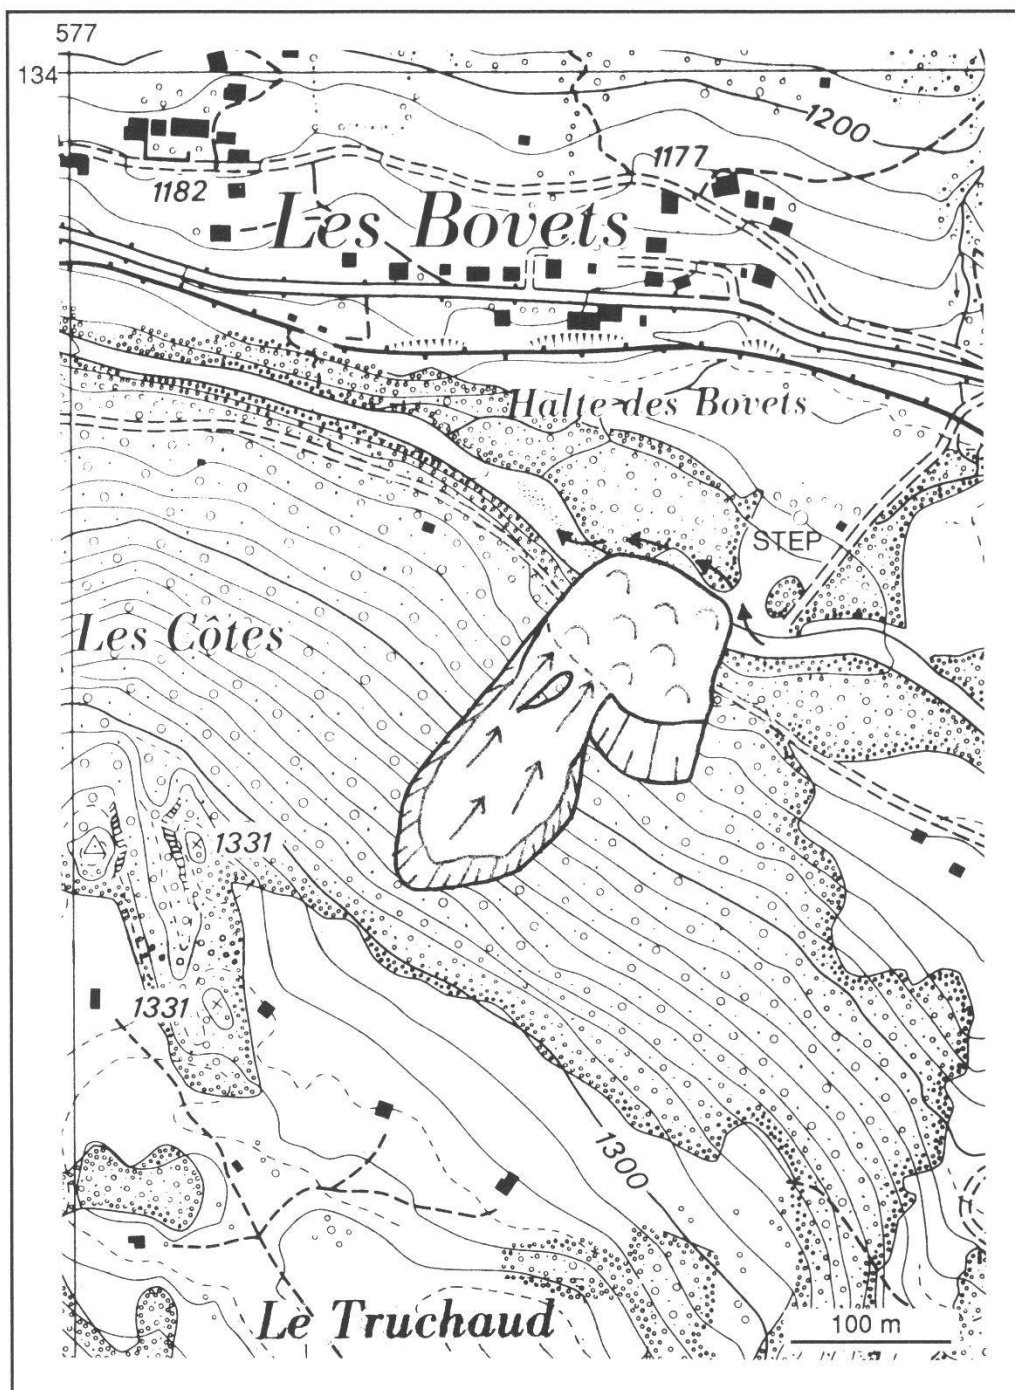 577
134
1200
1177
1182
Les Bovets
Halte des Bovets
STEP
Les Côtes
1331
1331
1300
Le Truchaud
100 m